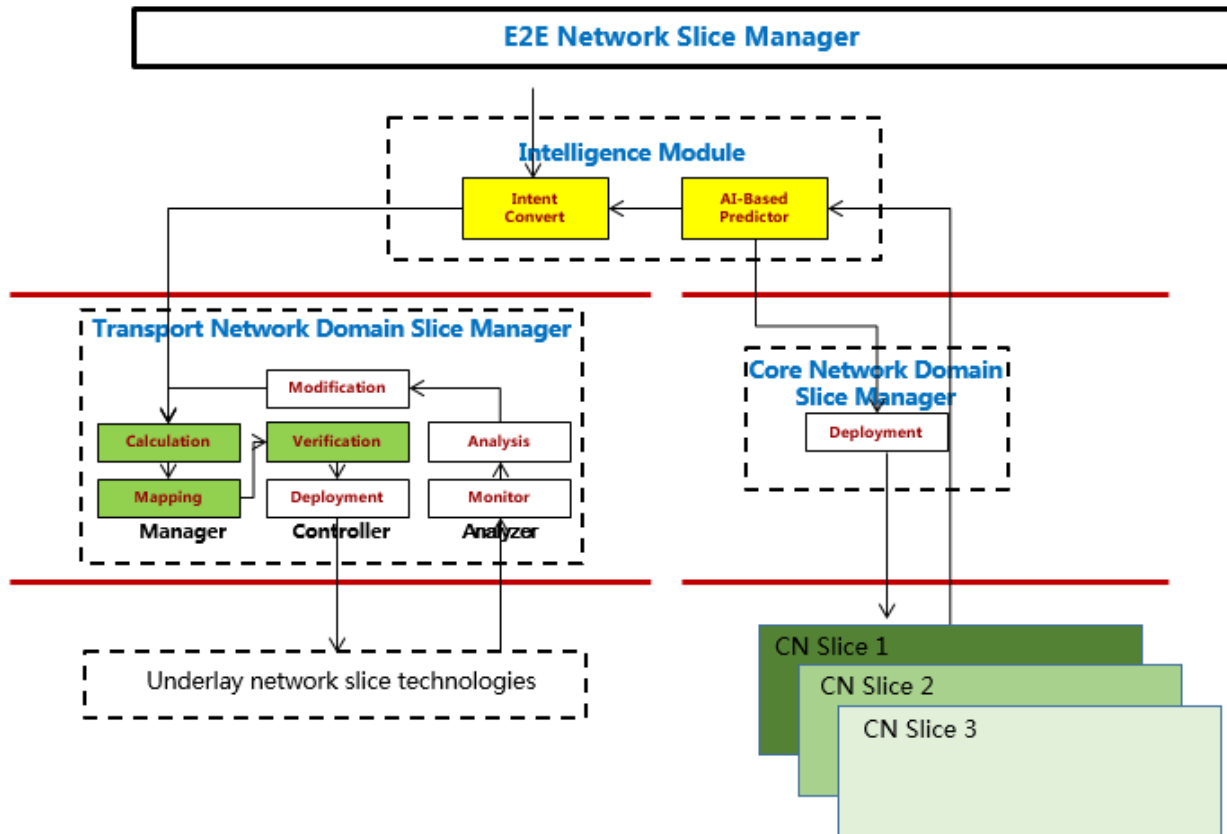 E2E Network Slice Manager
Intelligence Module
Intent
Convert
AI-Based
Predictor
Transport Network Domain Slice Manager
Modification
Calculation
Verification
Analysis
Mapping
Deployment
Monitor
Manager
Controller
Analyzer
Core Network Domain
Slice Manager
Deployment
Underlay network slice technologies
CN Slice 1
CN Slice 2
CN Slice 3